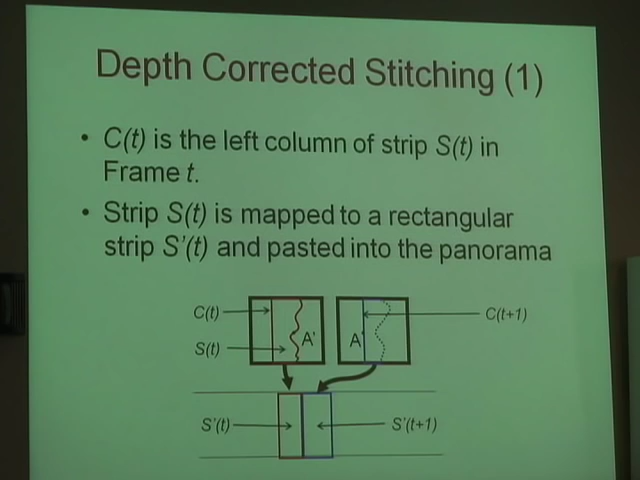 Depth Corrected Stitching (1)
• C(t) is the left column of strip S(t) in
Frame t.
• Strip S(t) is mapped to a rectangular
strip S'(t) and pasted into the panorama
C(t)
A'
A'
C(t+1)
S(t)
S'(t)
S'(t+1)